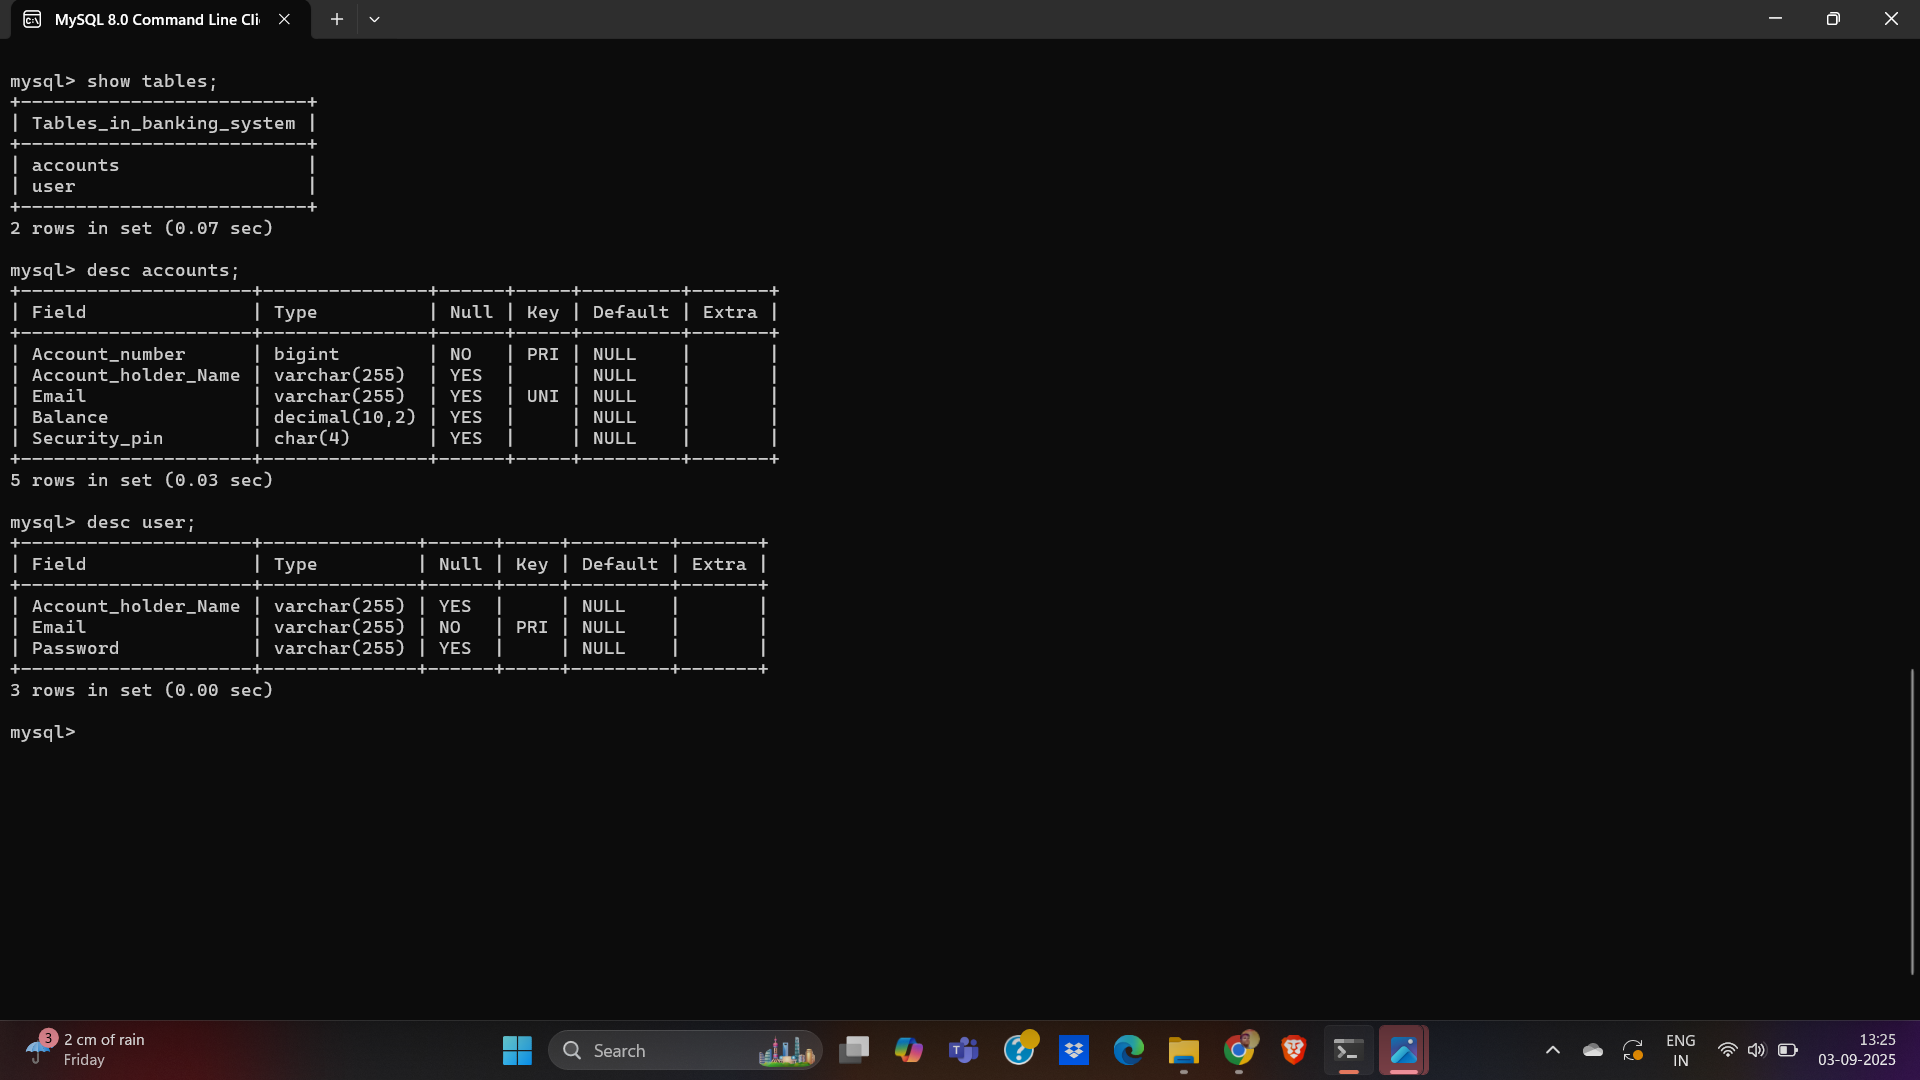 MySQL 8.0 Command Line Cli
mysql> show tables;
+--------------------------+
| Tables_in_banking_system |
+--------------------------+
| accounts                 |
| user                     |
+--------------------------+
2 rows in set (0.07 sec)
mysql> desc accounts;
+---------------------+---------------+------+-----+---------+-------+
| Field               | Type          | Null | Key | Default | Extra |
+---------------------+---------------+------+-----+---------+-------+
| Account_number      | bigint        | NO   | PRI | NULL    |       |
| Account_holder_Name | varchar(255)  | YES  |     | NULL    |       |
| Email               | varchar(255)  | YES  | UNI | NULL    |       |
| Balance             | decimal(10,2) | YES  |     | NULL    |       |
| Security_pin        | char(4)       | YES  |     | NULL    |       |
+---------------------+---------------+------+-----+---------+-------+
5 rows in set (0.03 sec)
mysql> desc user;
+---------------------+--------------+------+-----+---------+-------+
| Field               | Type         | Null | Key | Default | Extra |
+---------------------+--------------+------+-----+---------+-------+
| Account_holder_Name | varchar(255) | YES  |     | NULL    |       |
| Email               | varchar(255) | NO   | PRI | NULL    |       |
| Password            | varchar(255) | YES  |     | NULL    |       |
+---------------------+--------------+------+-----+---------+-------+
3 rows in set (0.00 sec)
mysql>
3
2 cm of rain
Friday
Search
ENG
IN
13:25
03-09-2025